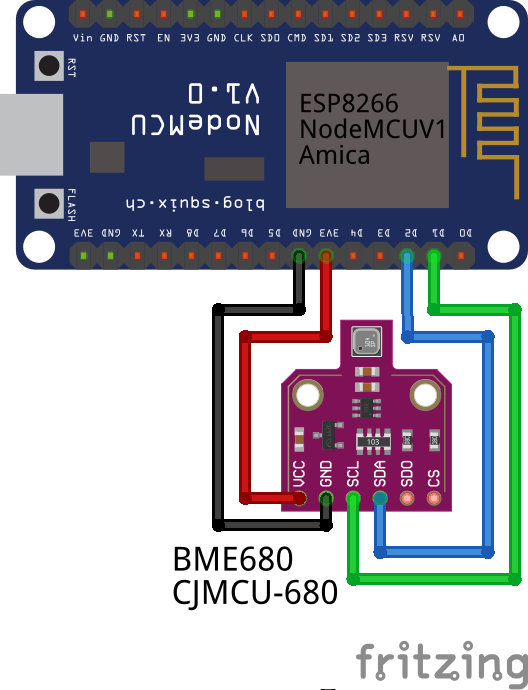 Vin GND RST EN 3V3 GND CLK SD0 CMD SD1 SD2 SD3 RSV RSV A0
RST
V1.0
NodeMCU
ESP8266
NodeMCUV1
Amica
FLASH
blog.squix.ch
3V3 GND TX RX D8 D7 D6 D5 GND 3V3 D4 D3 D2 D1 D0
103
VCC GND SCL SDA SDO CS
BME680
CJMCU-680
fritzing